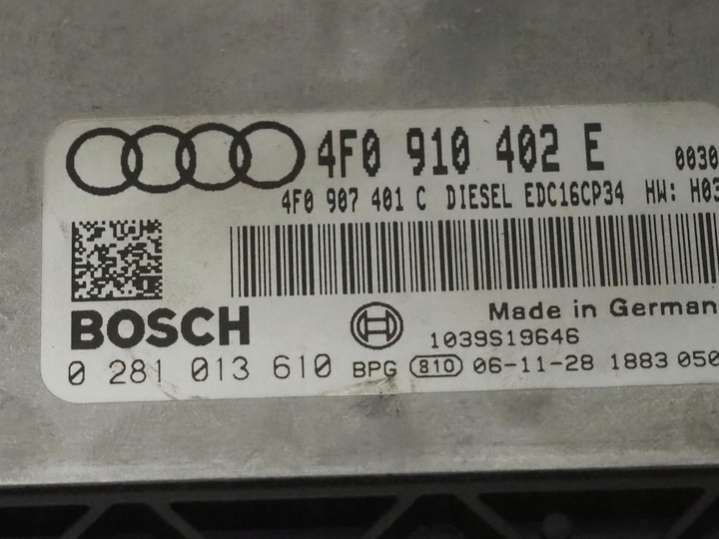 4F0 910 402 E 0030
4F0 907 401 C DIESEL EDC16CP34 HW: H03
Made in German
BOSCH 1039S19646
0 281 013 610 BPG 810 06-11-28 1883 050